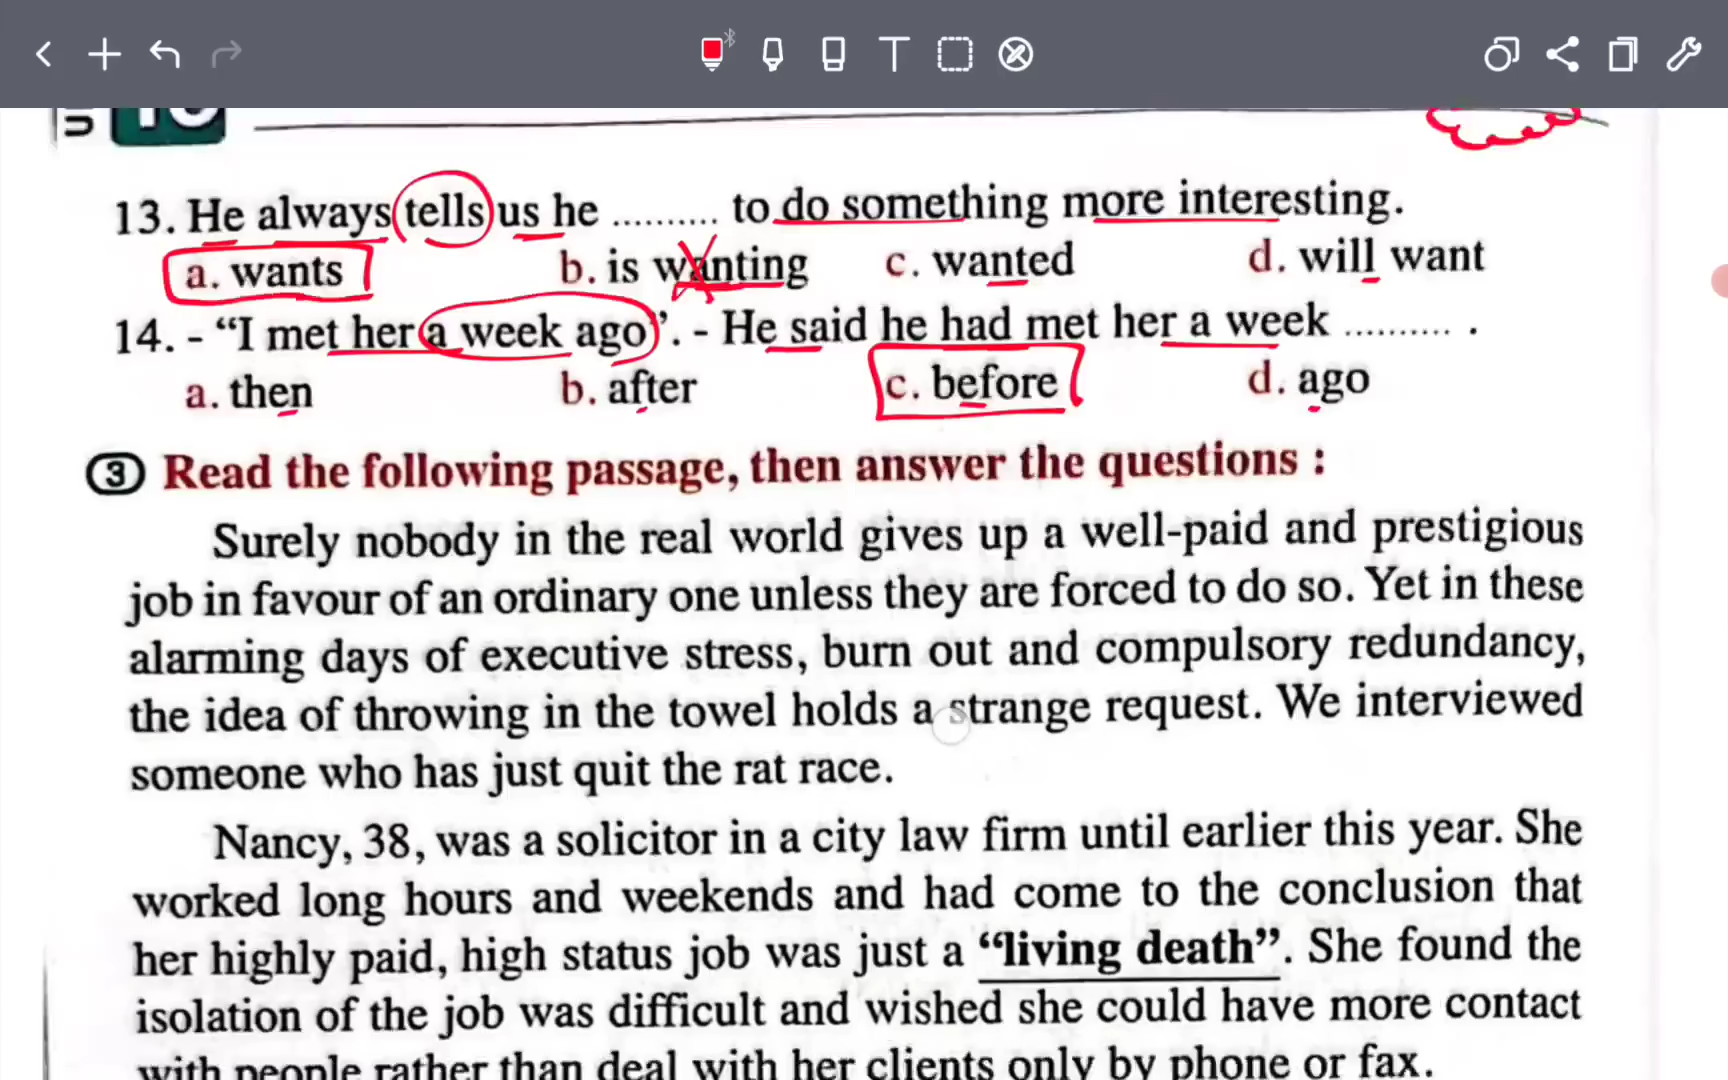 13. He always tells us he .......... to do something more interesting.
a. wants b. is wanting c. wanted d. will want
14. - “I met her a week ago”. - He said he had met her a week .......... .
a. then b. after c. before d. ago
3 Read the following passage, then answer the questions :
Surely nobody in the real world gives up a well-paid and prestigious
job in favour of an ordinary one unless they are forced to do so. Yet in these
alarming days of executive stress, burn out and compulsory redundancy,
the idea of throwing in the towel holds a strange request. We interviewed
someone who has just quit the rat race.
Nancy, 38, was a solicitor in a city law firm until earlier this year. She
worked long hours and weekends and had come to the conclusion that
her highly paid, high status job was just a “living death”. She found the
isolation of the job was difficult and wished she could have more contact
with people rather than deal with her clients only by phone or fax.